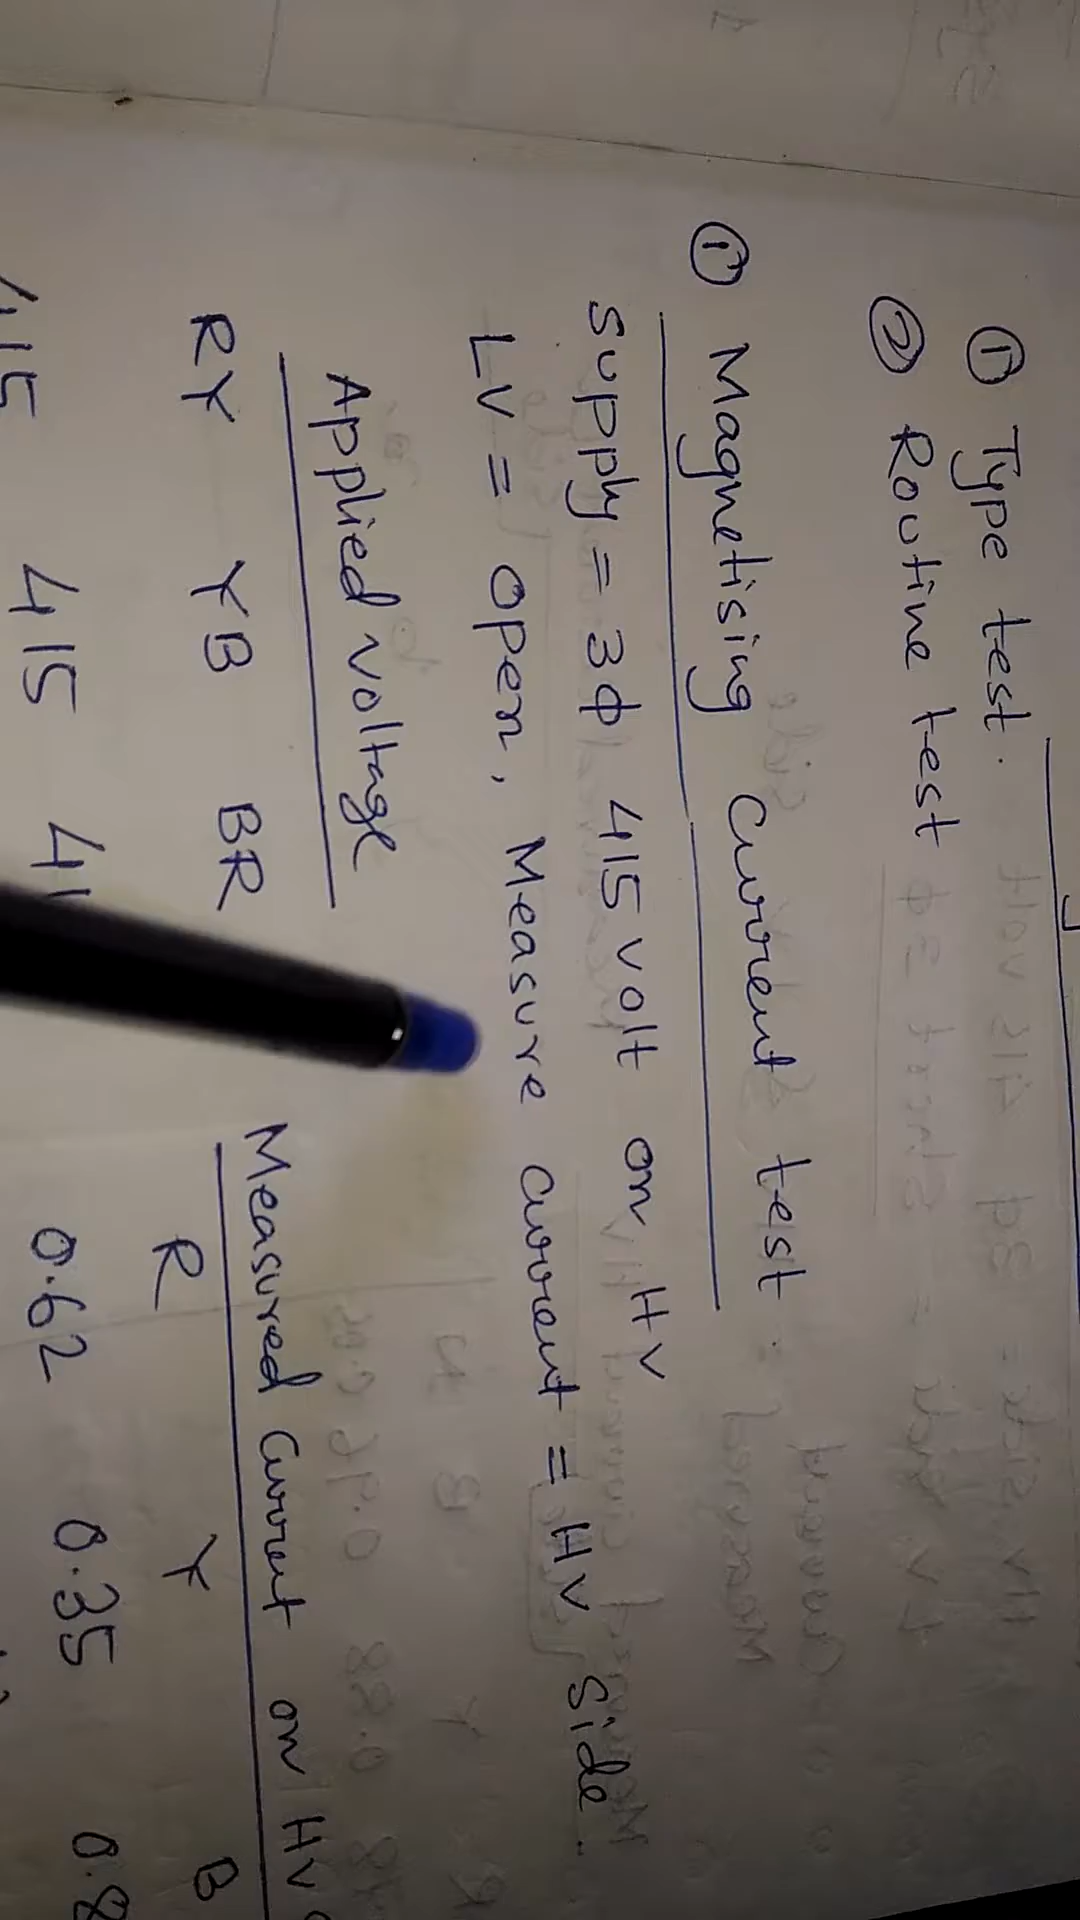 ① Type test.
② Routine test
① Magnetising current test
Supply = 3Φ 415 volt on HV
LV = open, Measure current = HV side.
Applied voltage
Measured current on HV
RY YB BR R Y B
415 415 0.62 0.35